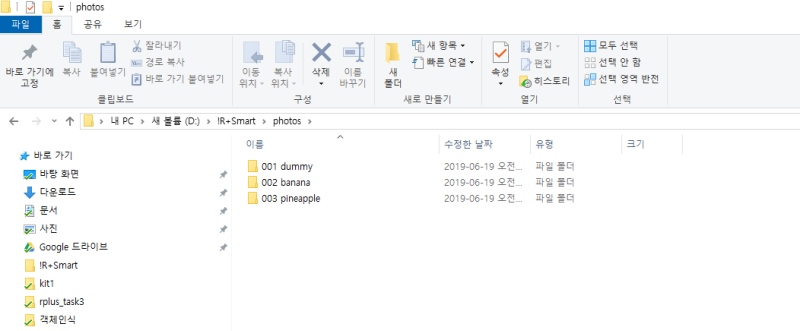 photos
파일 홈 공유 보기
바로 가기에 고정
복사
붙여넣기
잘라내기
경로 복사
바로 가기 붙여넣기
클립보드
이동 위치
복사 위치
삭제
이름 바꾸기
구성
새 폴더
새 항목
빠른 연결
새로 만들기
속성
열기
편집
히스토리
열기
모두 선택
선택 안 함
선택 영역 반전
선택
내 PC > 새 볼륨 (D:) > !R+Smart > photos >
이름 수정한 날짜 유형 크기
001 dummy 2019-06-19 오전... 파일 폴더
002 banana 2019-06-19 오전... 파일 폴더
003 pineapple 2019-06-19 오전... 파일 폴더
바로 가기
바탕 화면
다운로드
문서
사진
Google 드라이브
!R+Smart
kit1
rplus_task3
객제인식